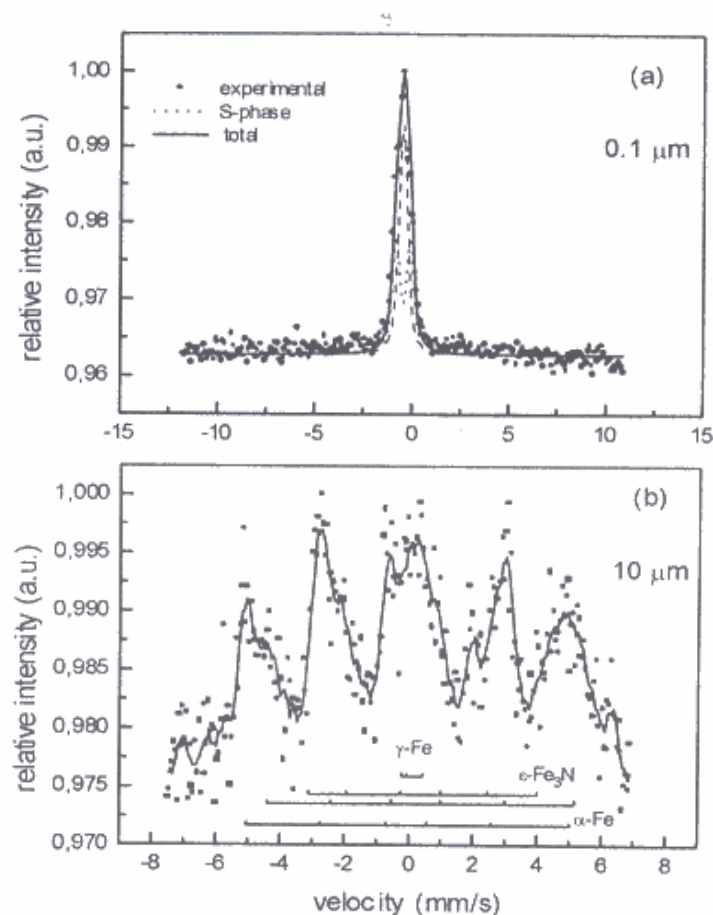 1,00
0,99
0,98
0,97
0,96
relative intensity (a.u.)
experimental
S-phase
total
(a)
0.1 μm
-15 -10 -5 0 5 10 15
1,000
0,995
0,990
0,985
0,980
0,975
0,970
relative intensity (a.u.)
(b)
10 μm
γ-Fe
ε-Fe₃N
α-Fe
-8 -6 -4 -2 0 2 4 6 8
velocity (mm/s)